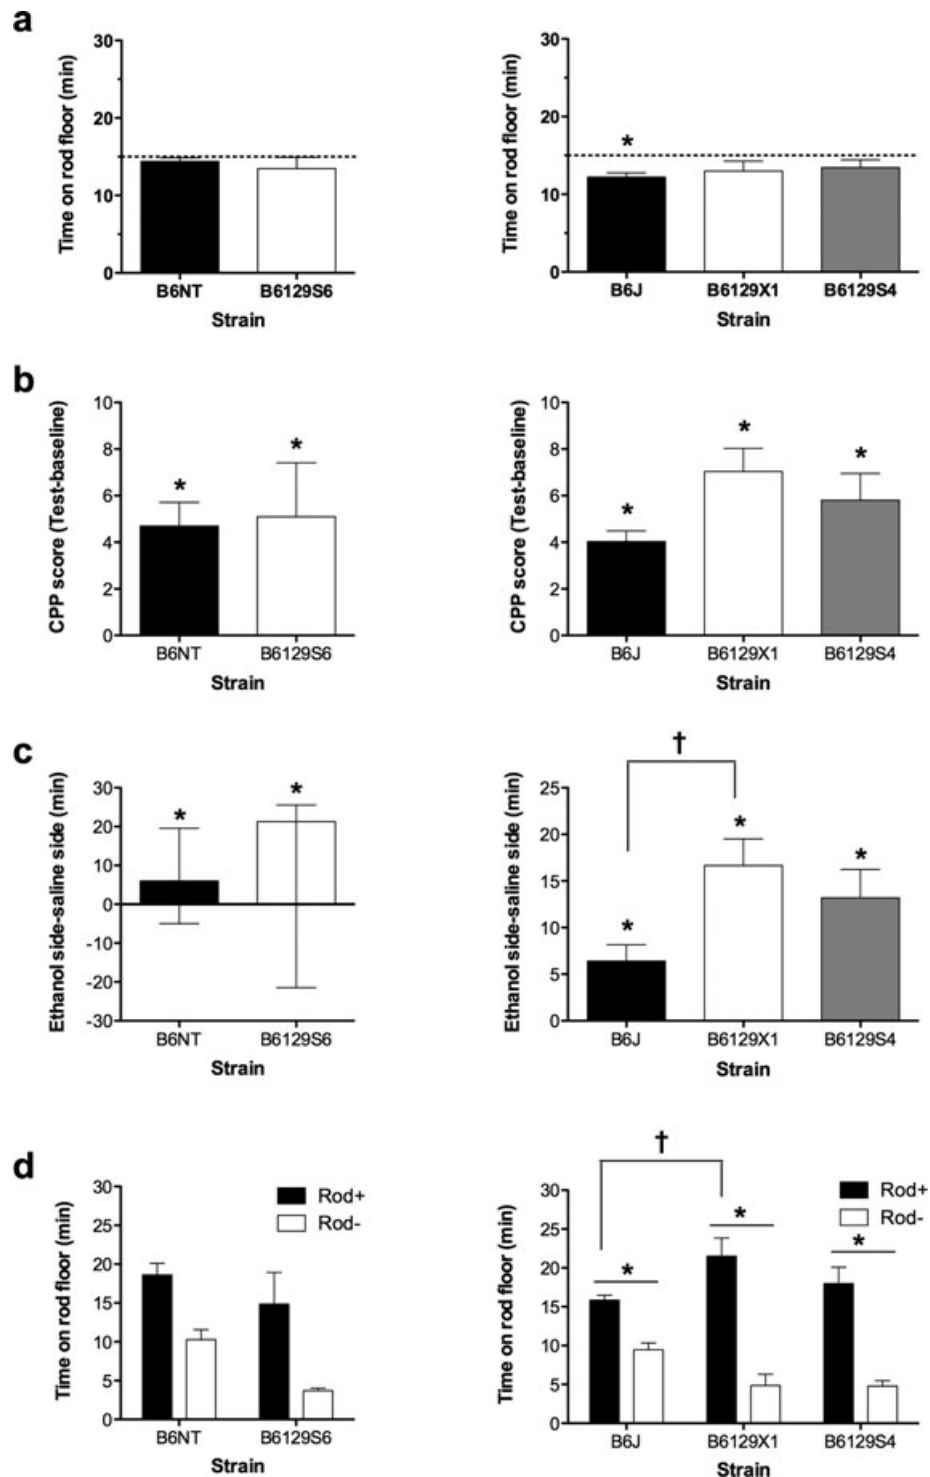 a
Time on rod floor (min)
30
20
10
0
B6NT B6129S6
Strain
Time on rod floor (min)
30
20
10
0
*
B6J B6129X1 B6129S4
Strain
b
CPP score (Test-baseline)
10
8
6
4
2
0
* *
B6NT B6129S6
Strain
CPP score (Test-baseline)
10
8
6
4
2
0
* * *
B6J B6129X1 B6129S4
Strain
c
Ethanol side-saline side (min)
30
20
10
0
-10
-20
-30
* *
B6NT B6129S6
Strain
Ethanol side-saline side (min)
25
20
15
10
5
0
†
* * *
B6J B6129X1 B6129S4
Strain
d
Time on rod floor (min)
30
25
20
15
10
5
0
Rod+
Rod-
B6NT B6129S6
Strain
Time on rod floor (min)
30
25
20
15
10
5
0
†
Rod+
Rod-
* * *
B6J B6129X1 B6129S4
Strain